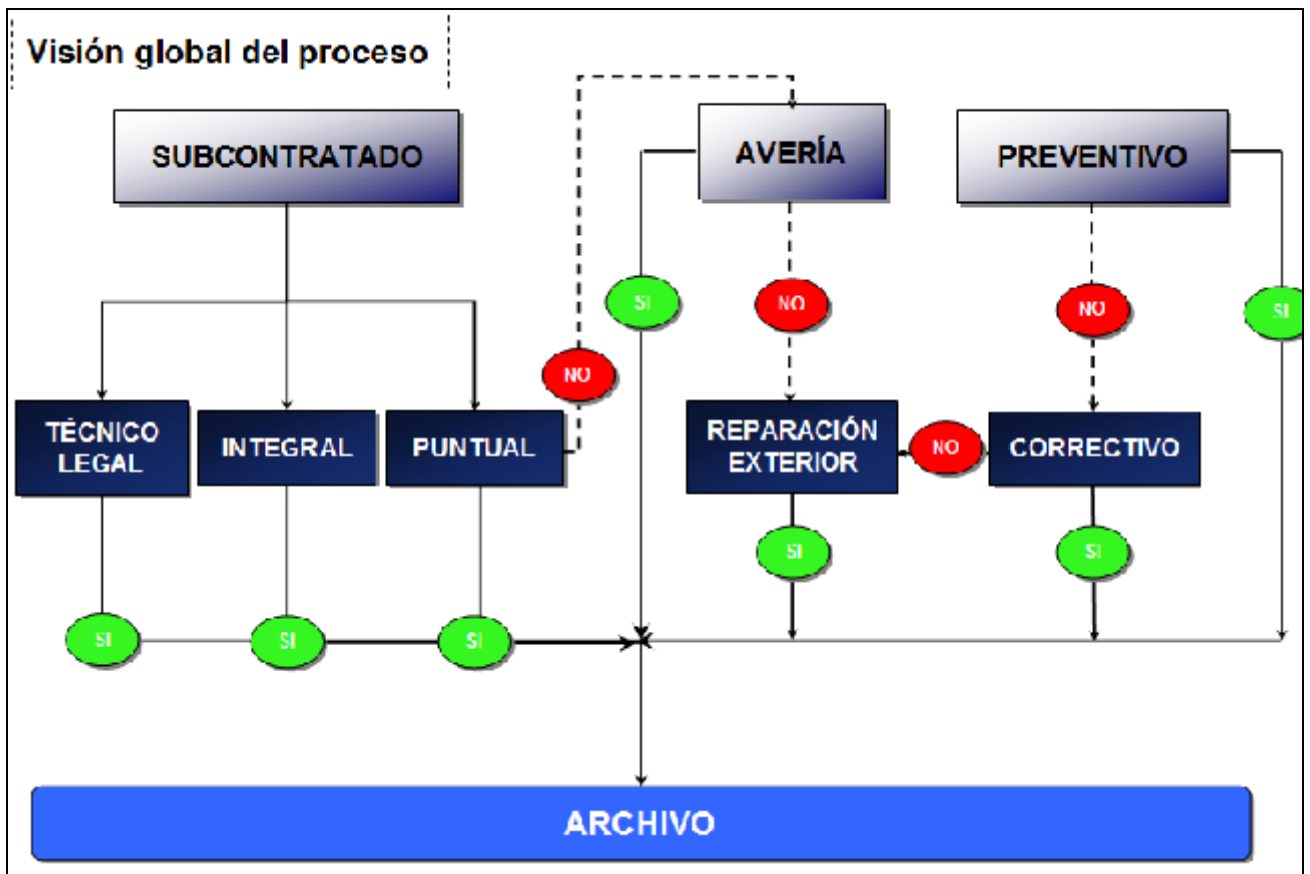 Visión global del proceso
SUBCONTRATADO
AVERÍA
PREVENTIVO
SI
NO
NO
SI
NO
TÉCNICO
LEGAL
INTEGRAL
PUNTUAL
REPARACIÓN
EXTERIOR
NO
CORRECTIVO
SI
SI
SI
SI
SI
ARCHIVO